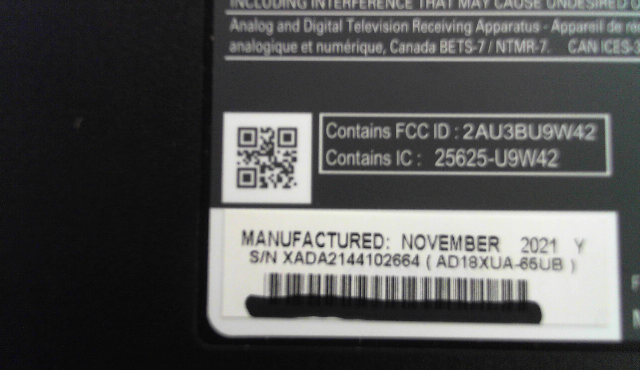 INCLUDING INTERFERENCE THAT MAY CAUSE UNDESIRED
Analog and Digital Television Receiving Apparatus - Appareil de
analogique et numérique, Canada BETS-7 / NTMR-7. CAN ICES-3
Contains FCC ID : 2AU3BU9W42
Contains IC : 25625-U9W42
MANUFACTURED: NOVEMBER 2021 Y
S/N XADA2144102664 ( AD18XUA-65UB )